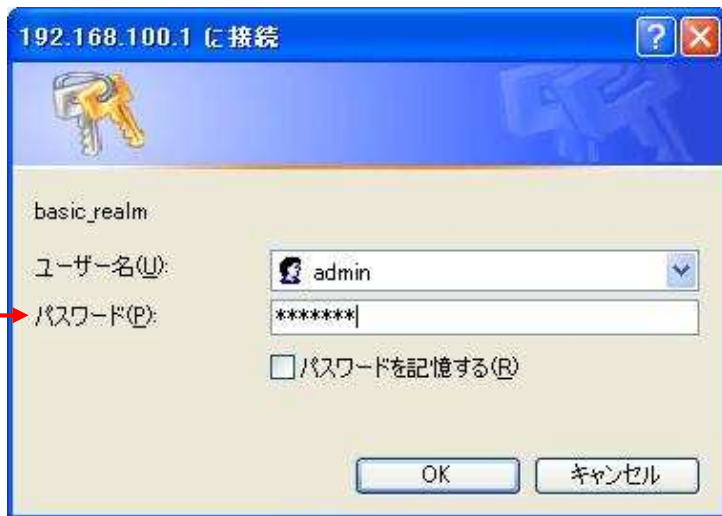 192.168.100.1 に接続
basic_realm
ユーザー名(U):
admin
パスワード(P):
*******
パスワードを記憶する(R)
OK
キャンセル